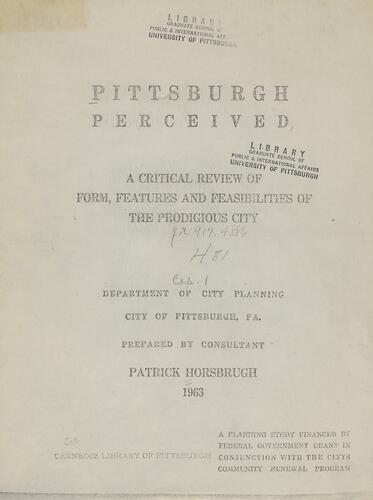 LIBRARY
GRADUATE SCHOOL OF
PUBLIC & INTERNATIONAL AFF.
UNIVERSITY OF PITTSBURGH
PITTSBURGH
PERCEIVED
LIBRARY
GRADUATE SCHOOL OF
PUBLIC & INTERNATIONAL AFFAIRS
UNIVERSITY OF PITTSBURGH
A CRITICAL REVIEW OF
FORM, FEATURES AND FEASIBILITIES OF
THE PRODIGIOUS CITY
917.4886
H81
Cop. 1
DEPARTMENT OF CITY PLANNING
CITY OF PITTSBURGH, PA.
PREPARED BY CONSULTANT
PATRICK HORSBRUGH
1963
CARNEGIE LIBRARY OF PITTSBURGH
A PLANNING STUDY FINANCED BY
FEDERAL GOVERNMENT GRANT IN
CONJUNCTION WITH THE CITYS
COMMUNITY RENEWAL PROGRAM